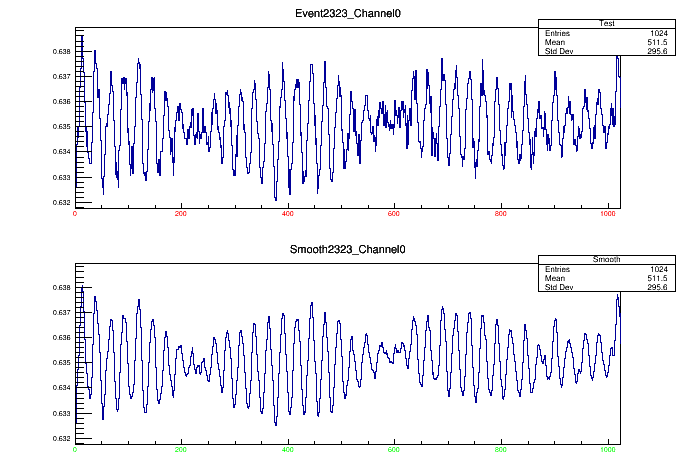 Event2323_Channel0
Test
Entries 1024
Mean 511.5
Std Dev 295.6
0.638
0.637
0.636
0.635
0.634
0.633
0.632
0 200 400 600 800 1000
Smooth2323_Channel0
Smooth
Entries 1024
Mean 511.5
Std Dev 295.6
0.638
0.637
0.636
0.635
0.634
0.633
0.632
0 200 400 600 800 1000